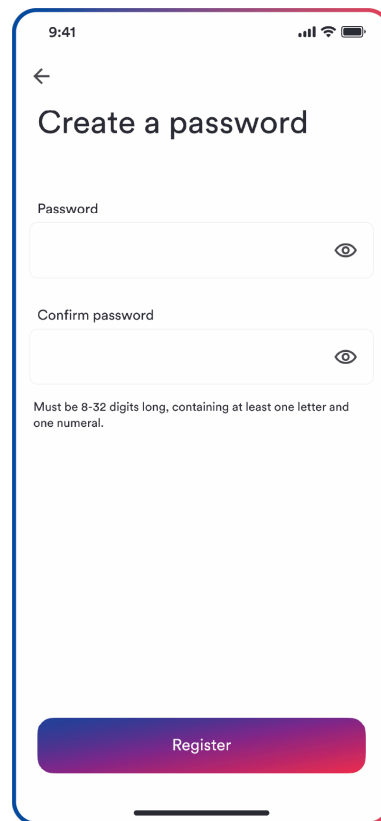 9:41
Create a password
Password
Confirm password
Must be 8-32 digits long, containing at least one letter and
one numeral.
Register